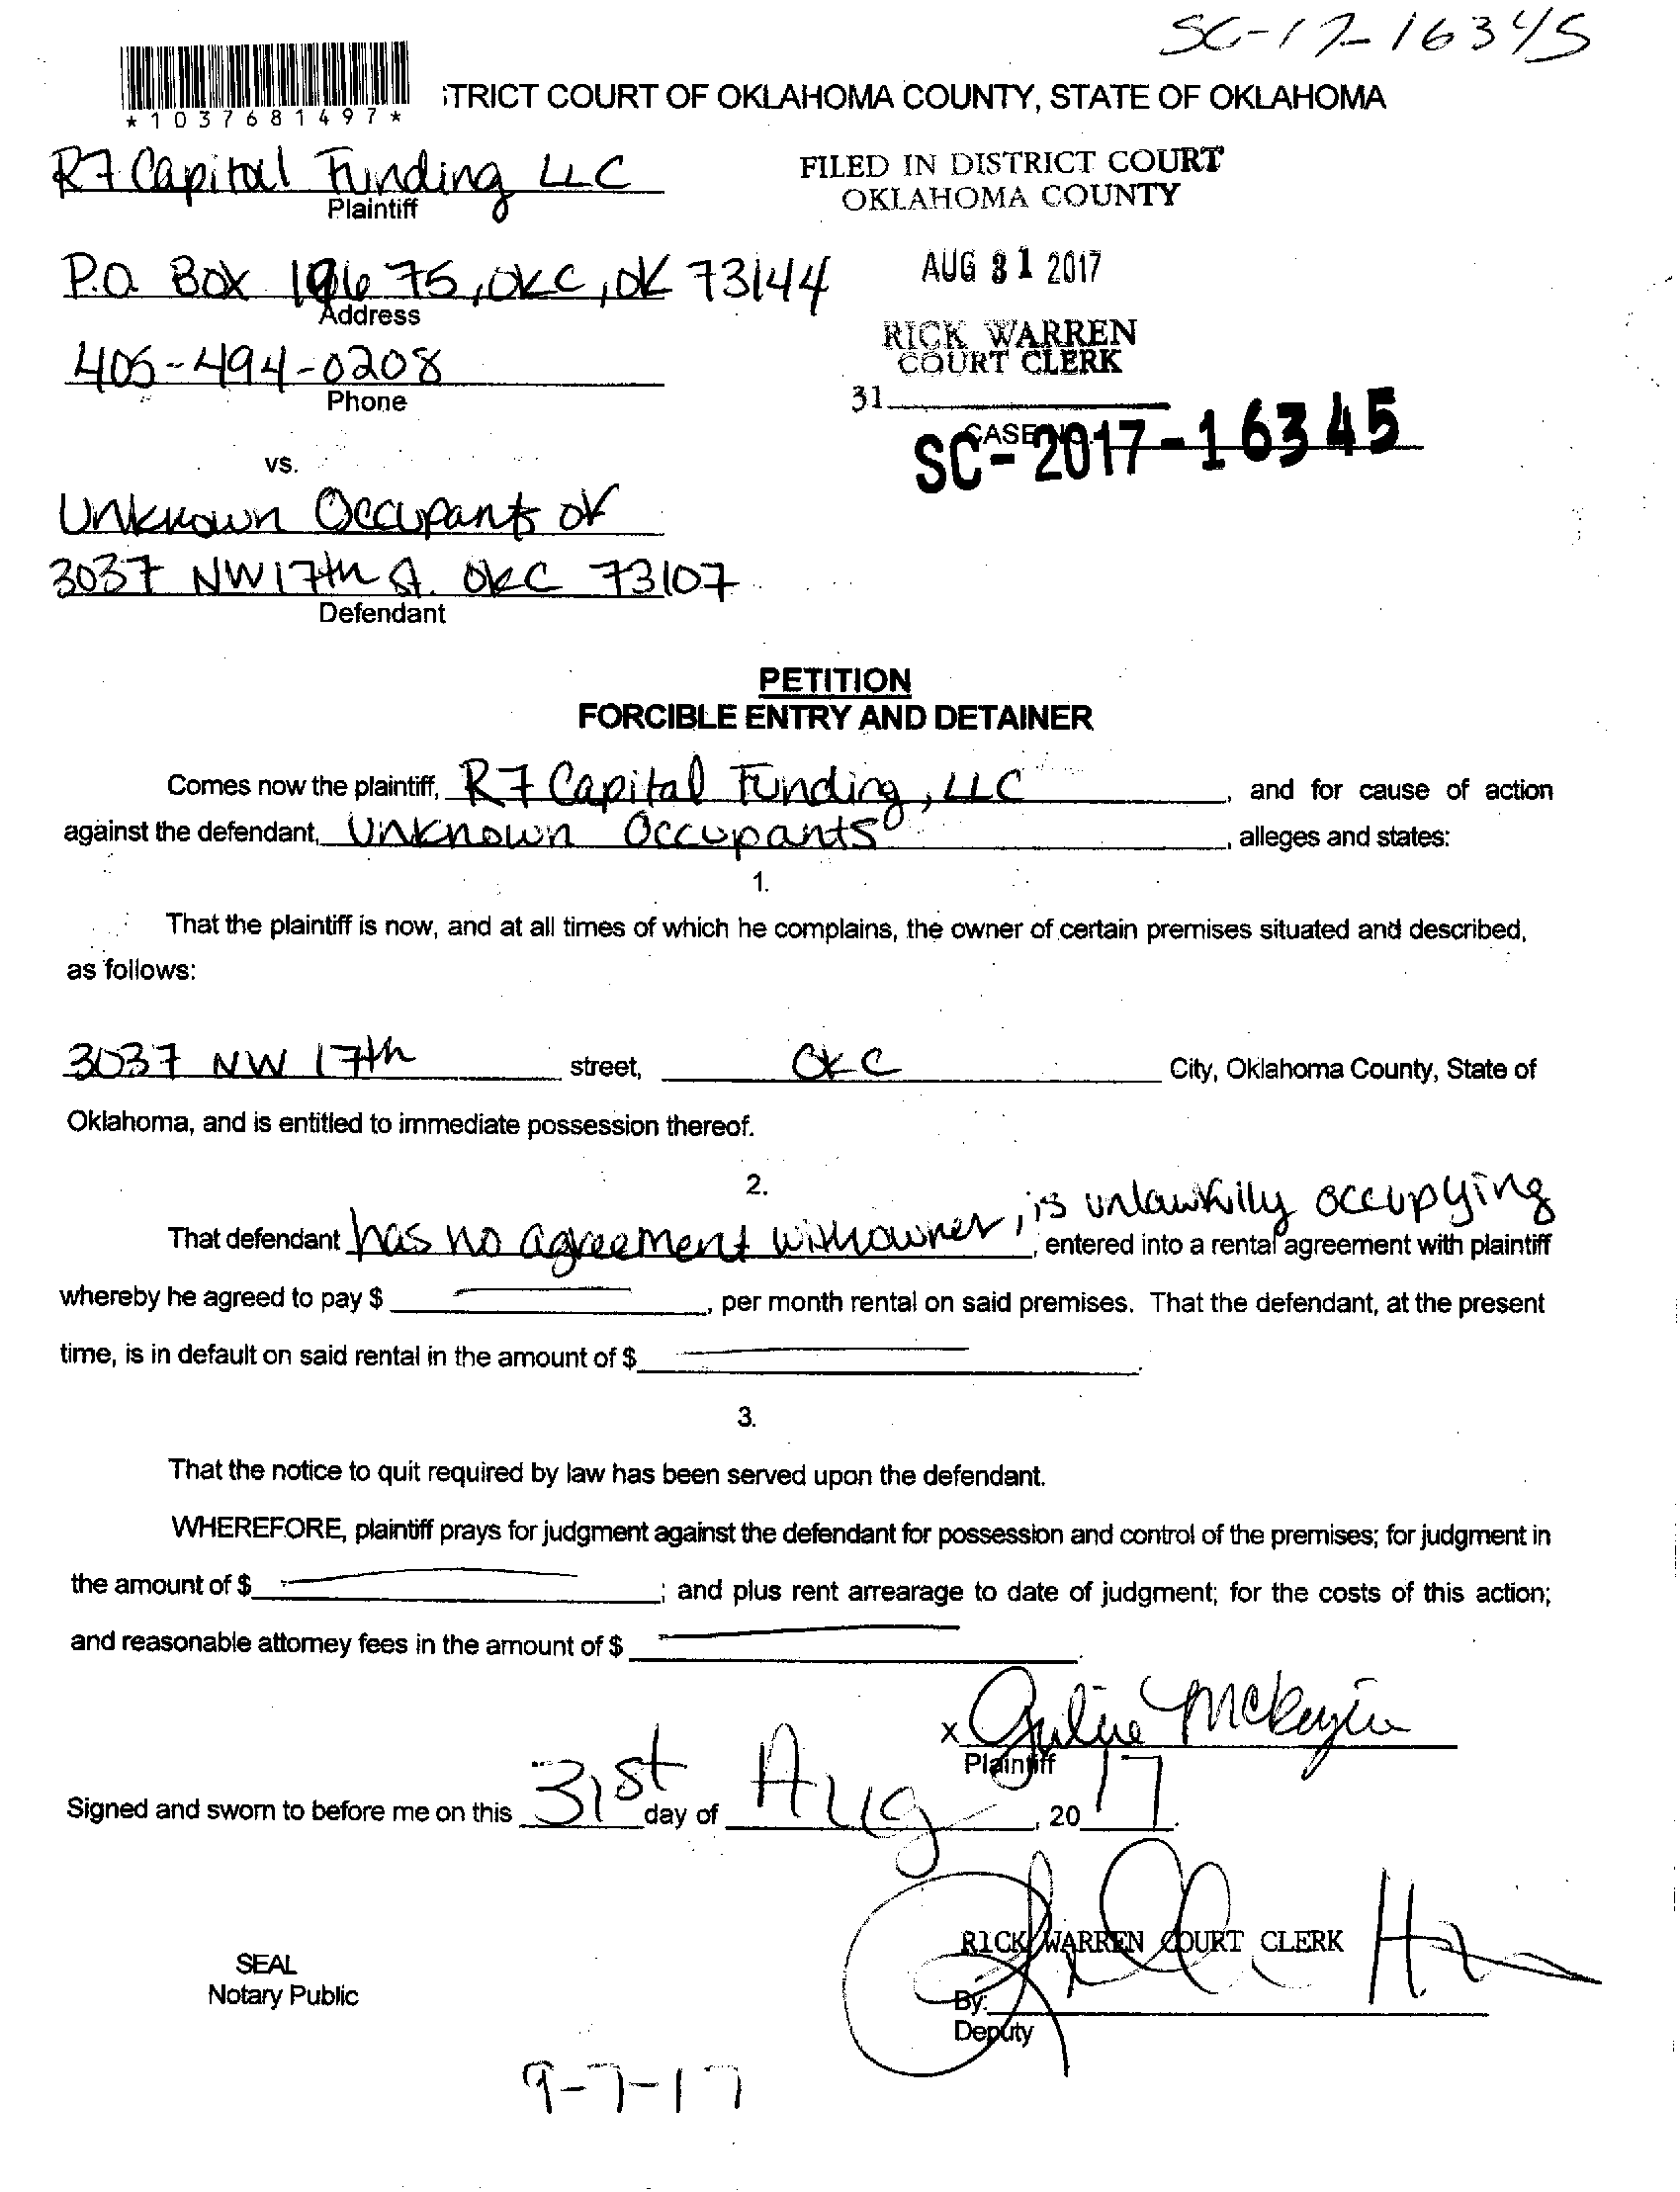 SC-17-16345
*1037681497*
TRICT COURT OF OKLAHOMA COUNTY, STATE OF OKLAHOMA
R7 Capital Funding LLC
Plaintiff
FILED IN DISTRICT COURT
OKLAHOMA COUNTY
P.O. Box 19675, OKC, OK 73144
Address
AUG 31 2017
405-494-0208
Phone
RICK WARREN
COURT CLERK
31
CASE NO.
SC-2017-16345
vs.
Unknown Occupants of
3037 NW 17th St. OKC 73107
Defendant
PETITION
FORCIBLE ENTRY AND DETAINER
Comes now the plaintiff, R7 Capital Funding, LLC, and for cause of action
against the defendant, Unknown Occupants, alleges and states:
1.
That the plaintiff is now, and at all times of which he complains, the owner of certain premises situated and described,
as follows:
3037 NW 17th street, OKC City, Oklahoma County, State of
Oklahoma, and is entitled to immediate possession thereof.
2.
That defendant has no agreement with owner, is unlawfully occupying, entered into a rental agreement with plaintiff
whereby he agreed to pay $ , per month rental on said premises. That the defendant, at the present
time, is in default on said rental in the amount of $ .
3.
That the notice to quit required by law has been served upon the defendant.
WHEREFORE, plaintiff prays for judgment against the defendant for possession and control of the premises; for judgment in
the amount of $ ; and plus rent arrearage to date of judgment; for the costs of this action;
and reasonable attorney fees in the amount of $ .
x Julie
Plaintiff
Signed and sworn to before me on this 31st day of Aug, 2017.
RICK WARREN COURT CLERK
SEAL
Notary Public
By:
Deputy
9-7-17